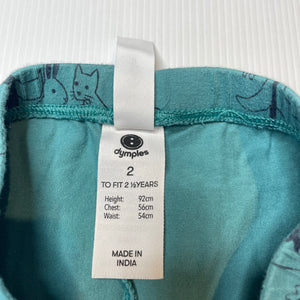 dymples
2
TO FIT 2 ½ YEARS
Height: 92cm
Chest: 56cm
Waist: 54cm
MADE IN
INDIA